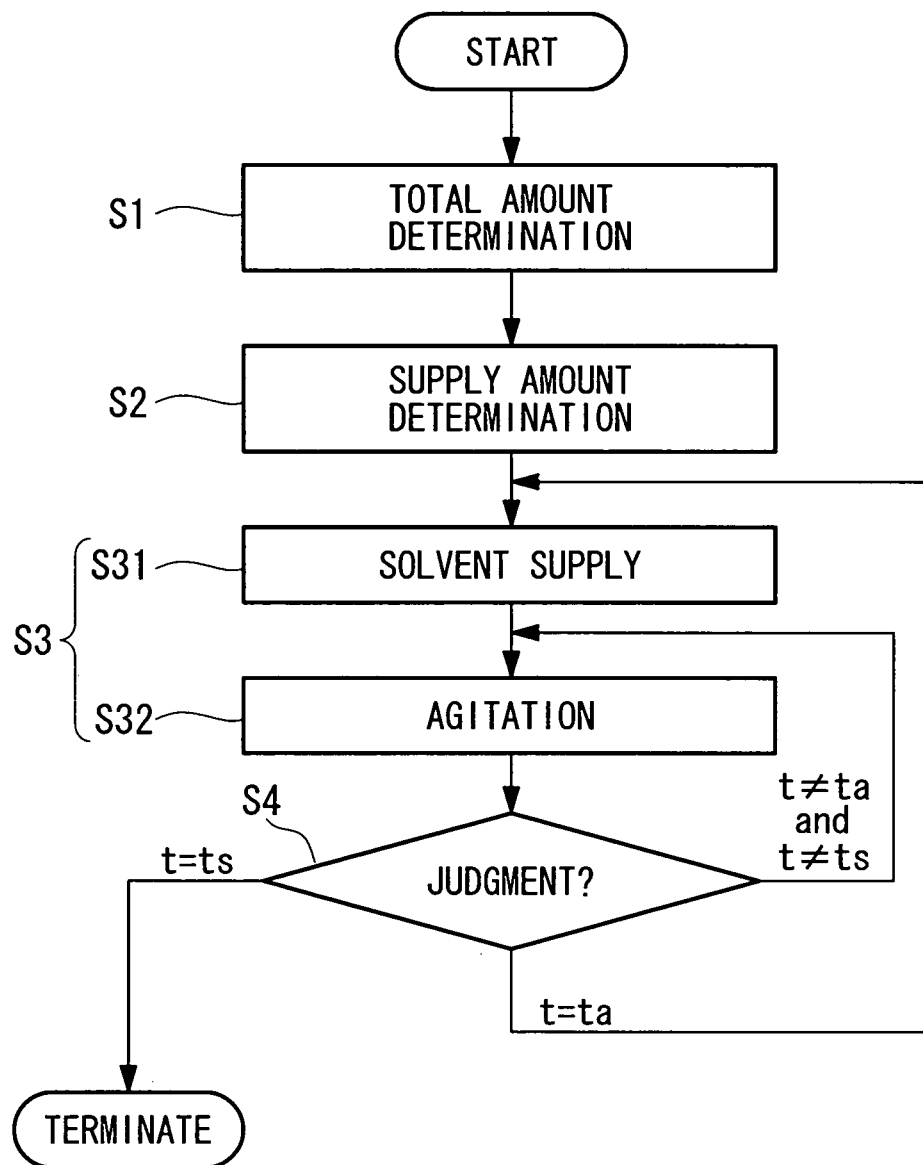 START
S1
TOTAL AMOUNT
DETERMINATION
S2
SUPPLY AMOUNT
DETERMINATION
S3
S31
SOLVENT SUPPLY
S32
AGITATION
S4
t=ts
JUDGMENT?
t≠ta
and
t≠ts
t=ta
TERMINATE